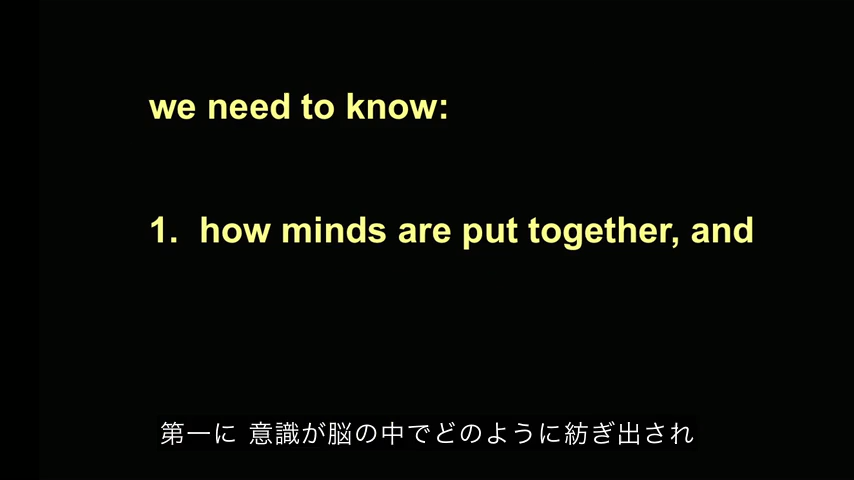 we need to know:
1. how minds are put together, and
第一に 意識が脳の中でどのように紡ぎ出され